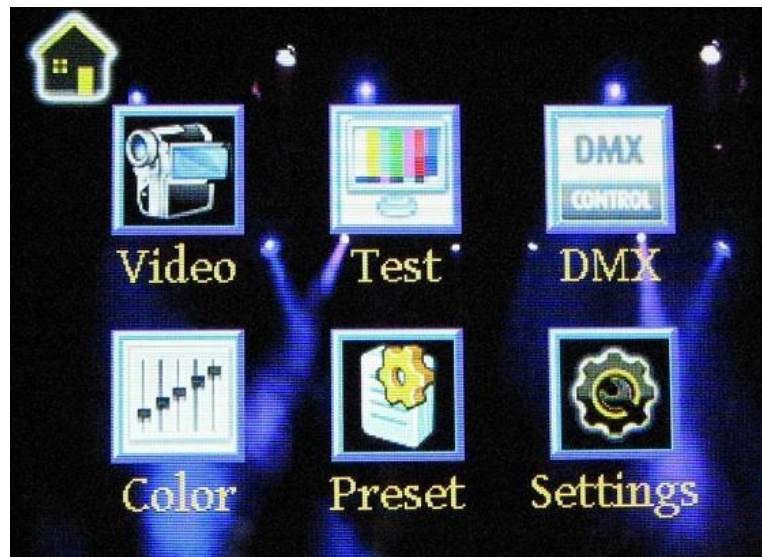 DMX
CONTROL
Video
Test
DMX
Color
Preset
Settings